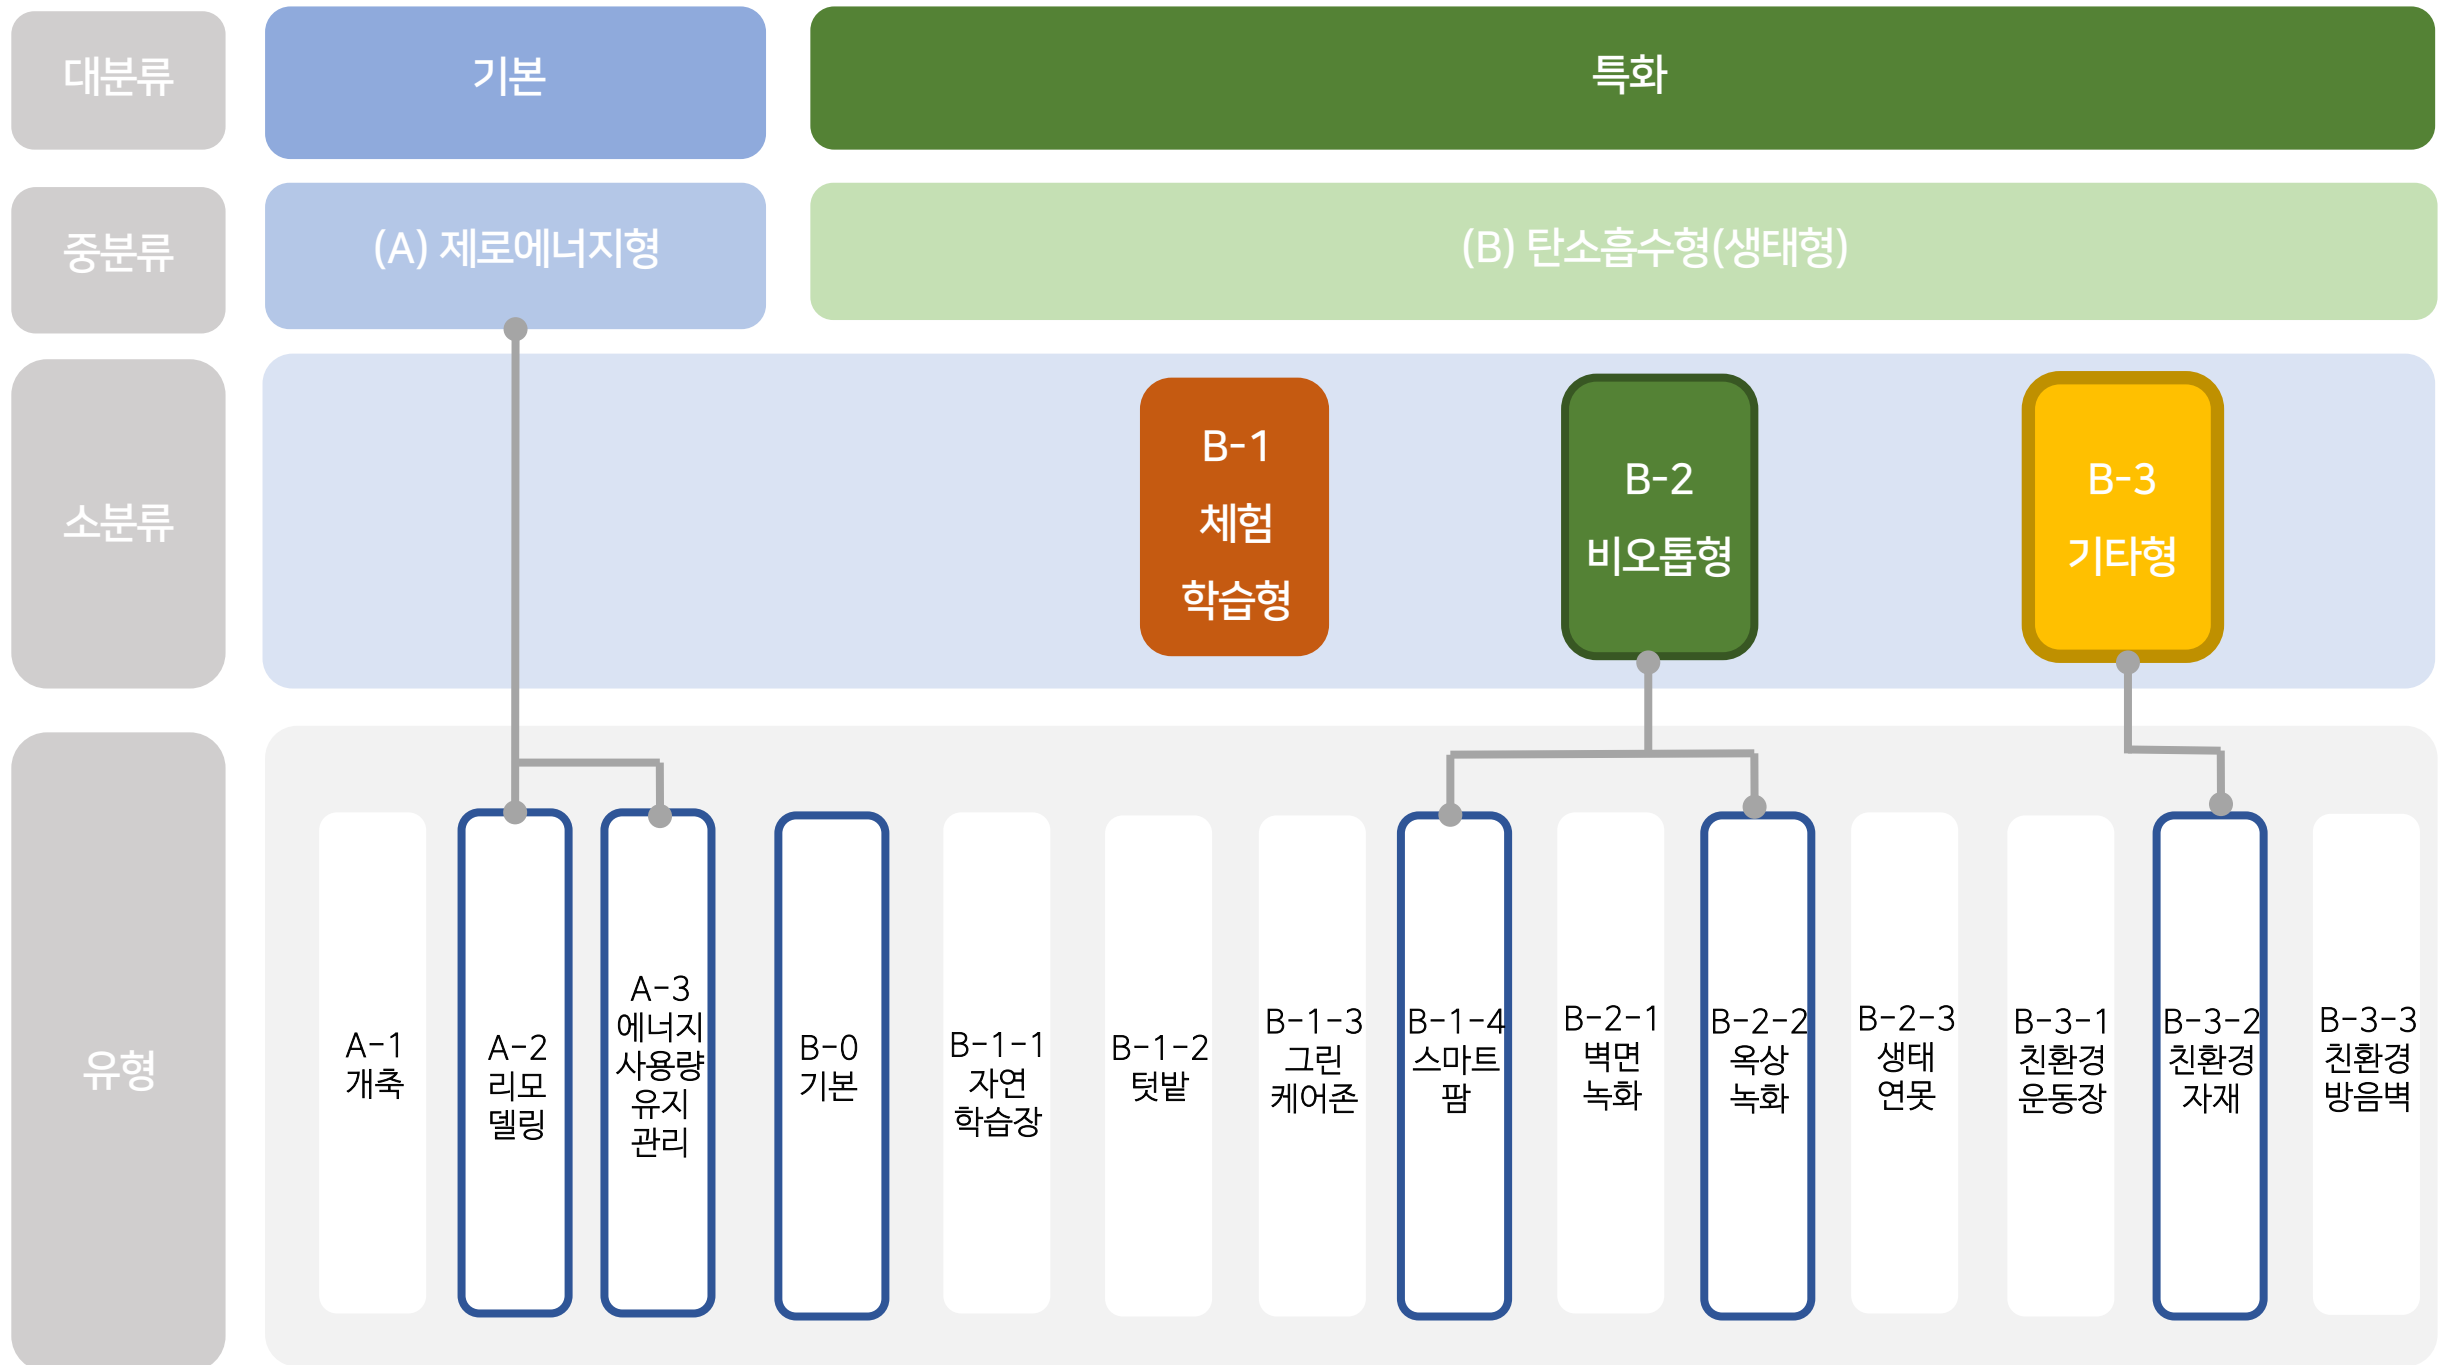 대분류
기본
특화
중분류
(A) 제로에너지형
(B) 탄소흡수형(생태형)
소분류
B-1
체험
학습형
B-2
비오톱형
B-3
기타형
유형
A-1
개축
A-2
리모
델링
A-3
에너지
사용량
유지
관리
B-0
기본
B-1-1
자연
학습장
B-1-2
텃밭
B-1-3
그린
케어존
B-1-4
스마트
팜
B-2-1
벽면
녹화
B-2-2
옥상
녹화
B-2-3
생태
연못
B-3-1
친환경
운동장
B-3-2
친환경
자재
B-3-3
친환경
방음벽